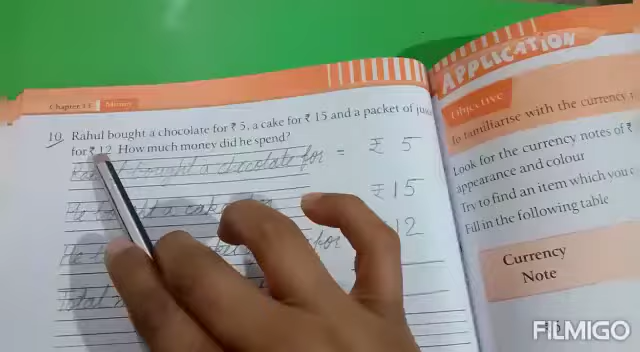 Chapter 13 Money
10. Rahul bought a chocolate for ₹ 5, a cake for ₹ 15 and a packet of
for ₹ 12. How much money did he spend?
bought a chocolate for = ₹ 5
He bought a cake ₹ 15
He for 12
Total
APPLICATION
Objective
To familiarise with the currency
Look for the currency notes of ₹
appearance and colour
Try to find an item which you
Fill in the following table
Currency
Note
FILMIGO